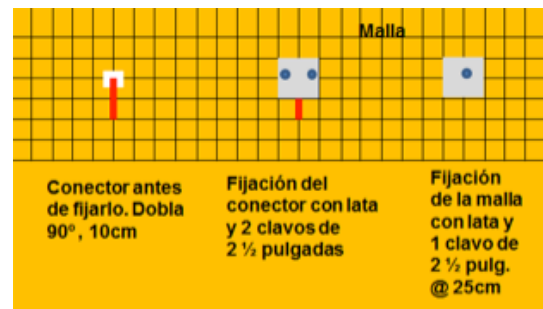 Malla
Conector antes
de fijarlo. Dobla
90º , 10cm
Fijación del
conector con lata
y 2 clavos de
2 ½ pulgadas
Fijación
de la malla
con lata y
1 clavo de
2 ½ pulg.
@ 25cm